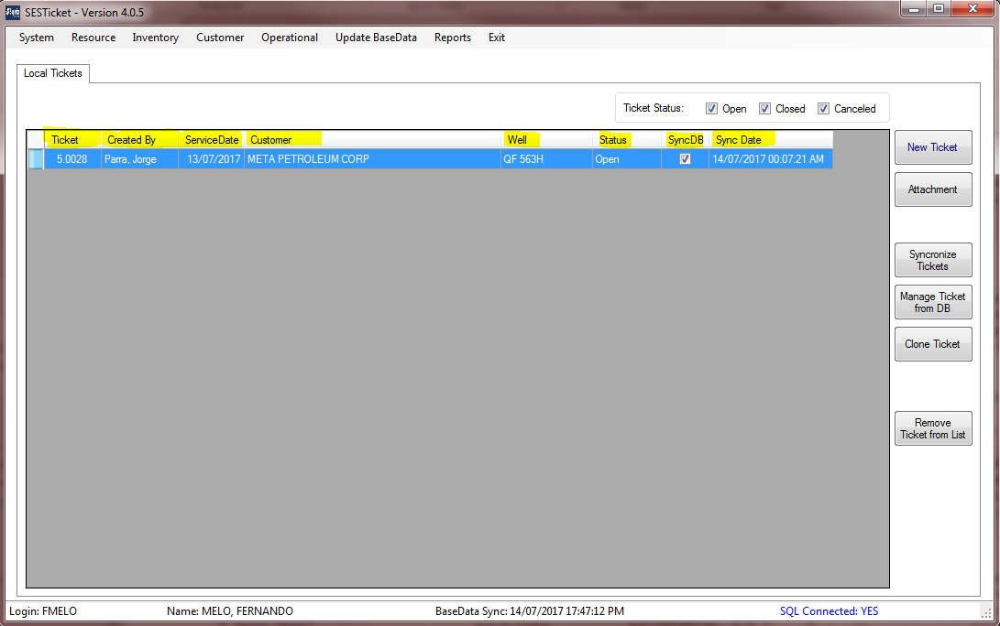 SESTicket - Version 4.0.5
System Resource Inventory Customer Operational Update BaseData Reports Exit
Local Tickets
Ticket Status: Open Closed Canceled
Ticket Created By ServiceDate Customer Well Status SyncDB Sync Date
5.0028 Parra, Jorge 13/07/2017 META PETROLEUM CORP QF 563H Open 14/07/2017 00:07:21 AM
New Ticket
Attachment
Syncronize
Tickets
Manage Ticket
from DB
Clone Ticket
Remove
Ticket from List
Login: FMELO Name: MELO, FERNANDO BaseData Sync: 14/07/2017 17:47:12 PM SQL Connected: YES